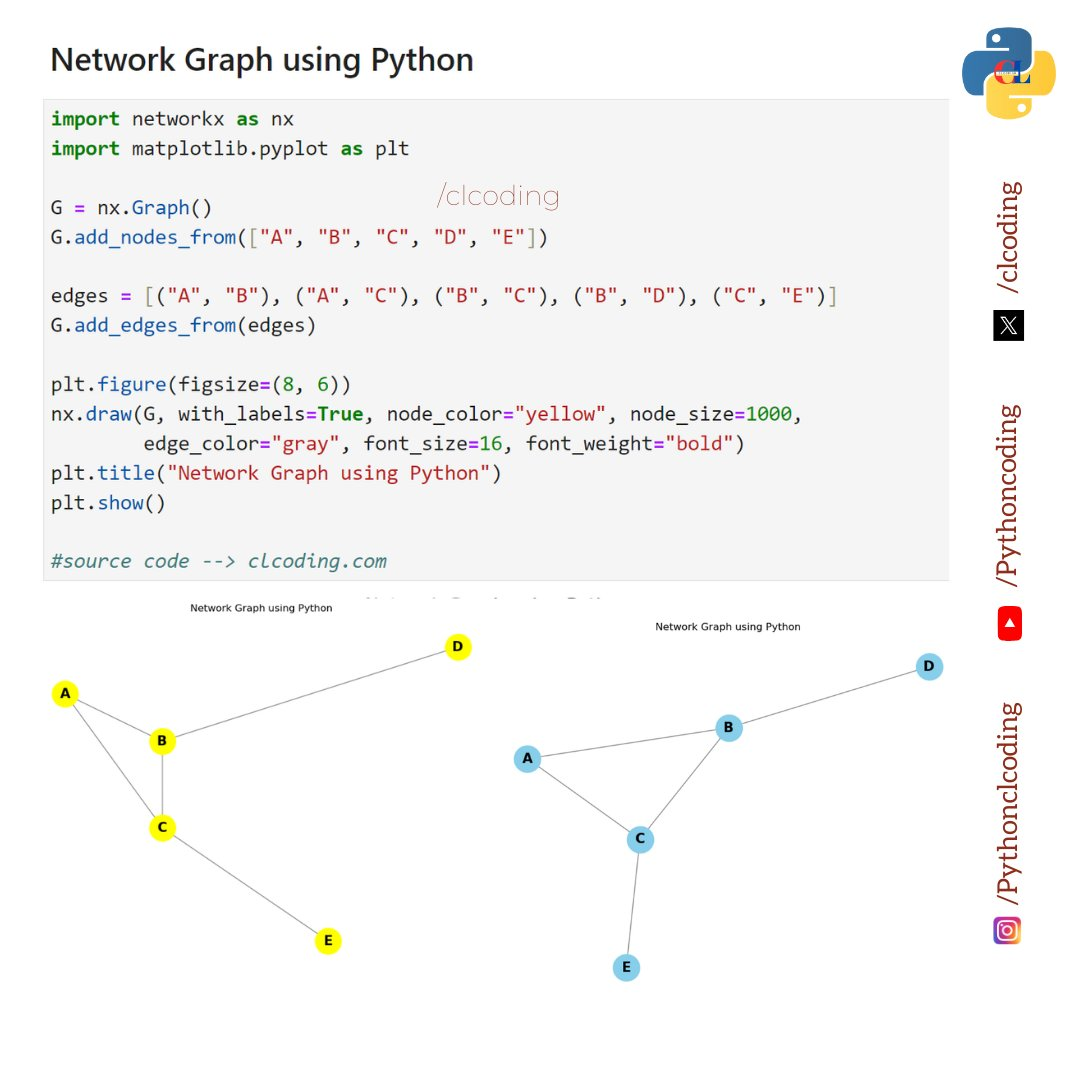 Network Graph using Python
CL
import networkx as nx
import matplotlib.pyplot as plt
/clcoding
G = nx.Graph()
G.add_nodes_from(["A", "B", "C", "D", "E"])
edges = [("A", "B"), ("A", "C"), ("B", "C"), ("B", "D"), ("C", "E")]
G.add_edges_from(edges)
plt.figure(figsize=(8, 6))
nx.draw(G, with_labels=True, node_color="yellow", node_size=1000,
edge_color="gray", font_size=16, font_weight="bold")
plt.title("Network Graph using Python")
plt.show()
#source code --> clcoding.com
Network Graph using Python
D
A
B
C
E
Network Graph using Python
D
B
A
C
E
/clcoding
X
/Pythoncoding
/Pythonclcoding